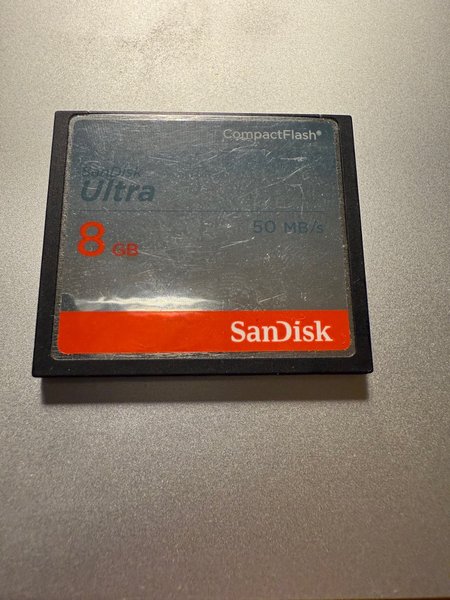 CompactFlash®
SanDisk
Ultra
8 GB
50 MB/s
SanDisk